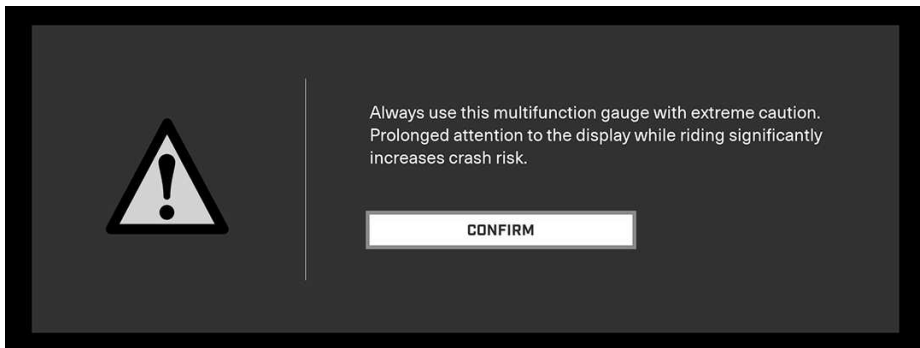 Always use this multifunction gauge with extreme caution.
Prolonged attention to the display while riding significantly
increases crash risk.
CONFIRM